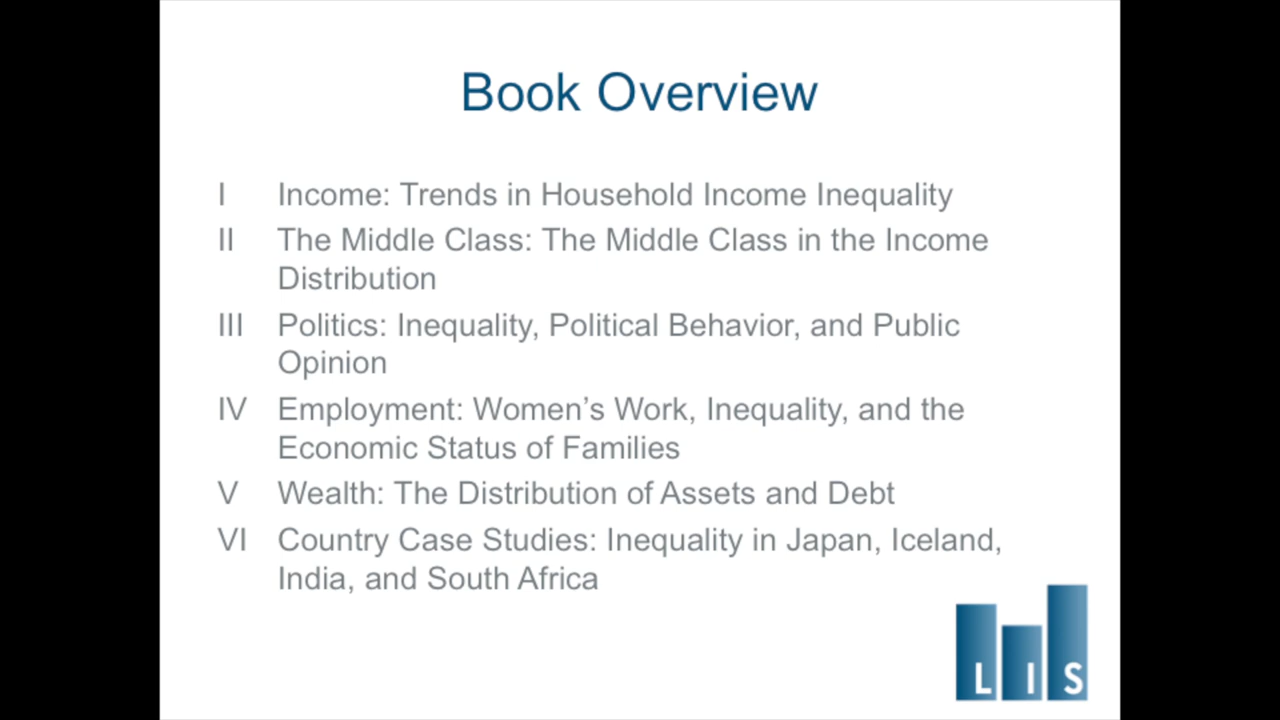 Book Overview
I Income: Trends in Household Income Inequality
II The Middle Class: The Middle Class in the Income
Distribution
III Politics: Inequality, Political Behavior, and Public
Opinion
IV Employment: Women’s Work, Inequality, and the
Economic Status of Families
V Wealth: The Distribution of Assets and Debt
VI Country Case Studies: Inequality in Japan, Iceland,
India, and South Africa
LIS